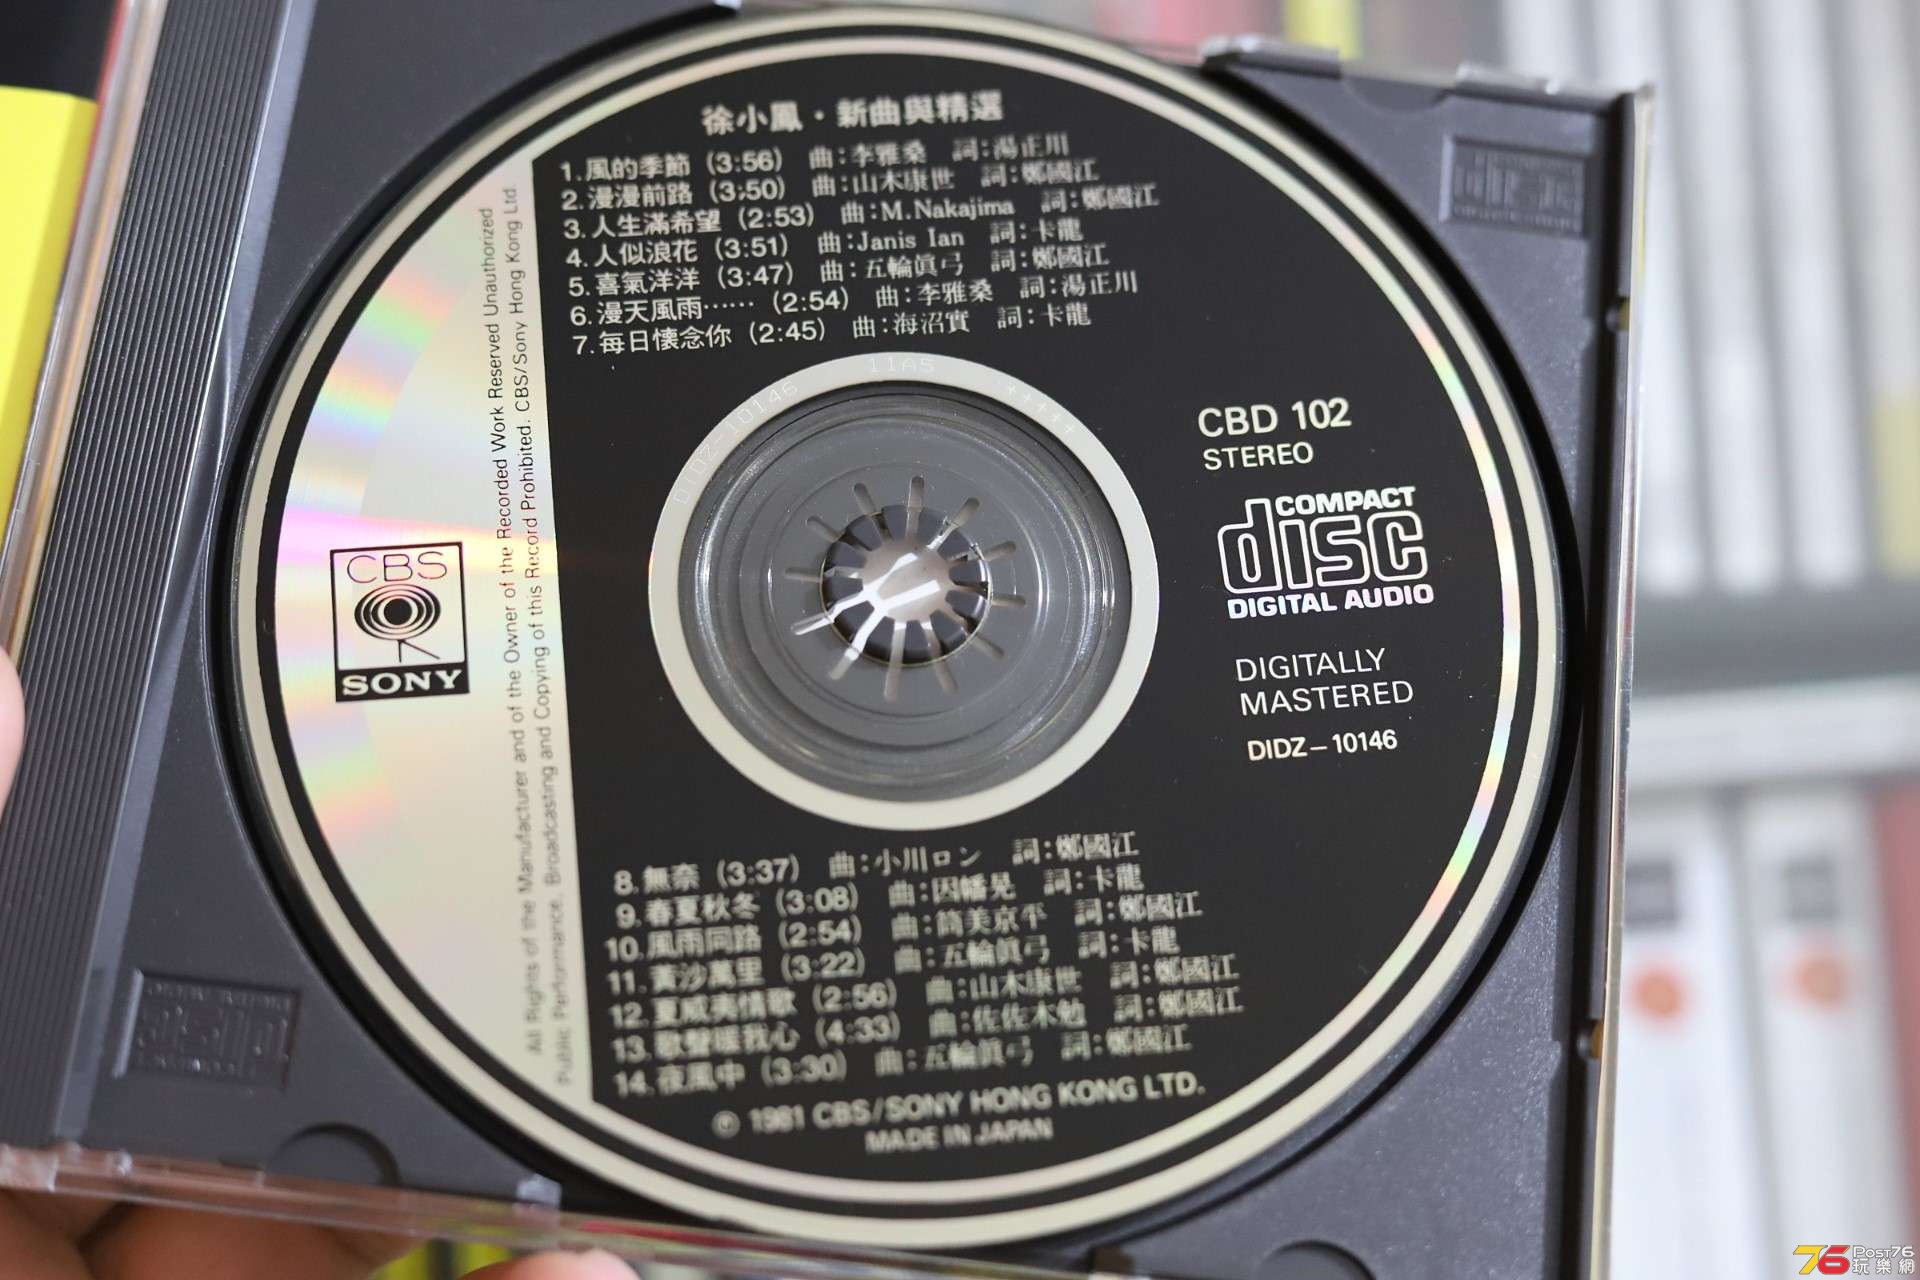 徐小鳳・新曲與精選
1.風的季節 (3:56) 曲:李雅桑 詞:湯正川
2.漫漫前路 (3:50) 曲:山木康世 詞:鄭國江
3.人生滿希望 (2:53) 曲:M.Nakajima 詞:鄭國江
4.人似浪花 (3:51) 曲:Janis Ian 詞:卡龍
5.喜氣洋洋 (3:47) 曲:五輪眞弓 詞:鄭國江
6.漫天風雨…… (2:54) 曲:李雅桑 詞:湯正川
7.每日懷念你 (2:45) 曲:海沼實 詞:卡龍
DIDZ-10146 11A5 +++++
CBD 102
STEREO
COMPACT
disc
DIGITAL AUDIO
DIGITALLY
MASTERED
DIDZ–10146
CBS
SONY
All Rights of the Manufacturer and of the Owner of the Recorded Work Reserved Unauthorized
Public Performance, Broadcasting and Copying of this Record Prohibited. CBS/Sony Hong Kong Ltd.
8.無奈 (3:37) 曲:小川ロン 詞:鄭國江
9.春夏秋冬 (3:08) 曲:因幡晃 詞:卡龍
10.風雨同路 (2:54) 曲:筒美京平 詞:鄭國江
11.黃沙萬里 (3:22) 曲:五輪眞弓 詞:卡龍
12.夏威夷情歌 (2:56) 曲:山木康世 詞:鄭國江
13.歌聲暖我心 (4:33) 曲:佐佐木勉 詞:鄭國江
14.夜風中 (3:30) 曲:五輪眞弓 詞:鄭國江
Ⓟ 1981 CBS/SONY HONG KONG LTD.
MADE IN JAPAN
76 Post76
玩樂網